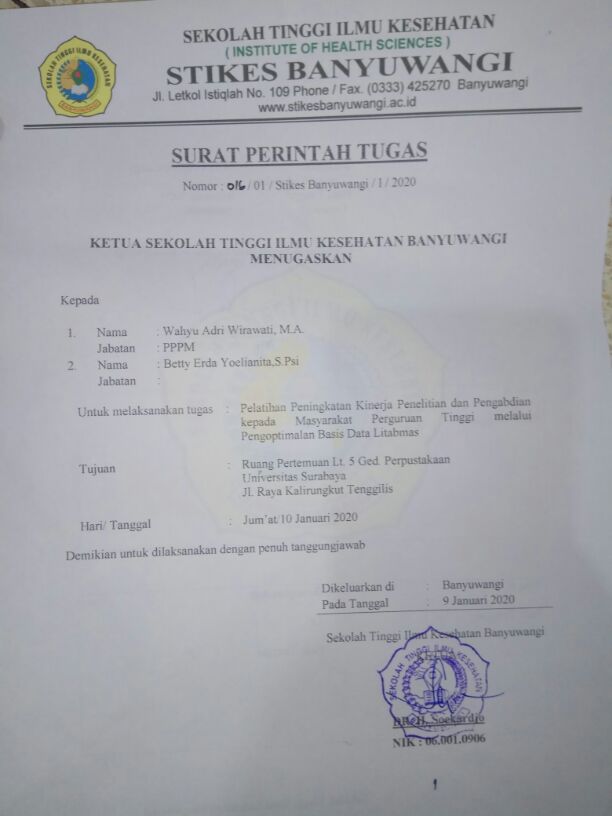 SEKOLAH TINGGI ILMU KESEHATAN
( INSTITUTE OF HEALTH SCIENCES )
STIKES BANYUWANGI
Jl. Letkol Istiqlah No. 109 Phone / Fax. (0333) 425270 Banyuwangi
www.stikesbanyuwangi.ac.id
SEKOLAH TINGGI ILMU KESEHATAN
BANYUWANGI
SURAT PERINTAH TUGAS
Nomor : 016 / 01 / Stikes Banyuwangi / 1 / 2020
KETUA SEKOLAH TINGGI ILMU KESEHATAN BANYUWANGI
MENUGASKAN
Kepada
1. Nama : Wahyu Adri Wirawati, M.A.
Jabatan : PPPM
2. Nama : Betty Erda Yoelianita,S.Psi
Jabatan :
Untuk melaksanakan tugas : Pelatihan Peningkatan Kinerja Penelitian dan Pengabdian
kepada Masyarakat Perguruan Tinggi melalui
Pengoptimalan Basis Data Litabmas
Tujuan : Ruang Pertemuan Lt. 5 Ged. Perpustakaan
Universitas Surabaya
Jl. Raya Kalirungkut Tenggilis
Hari/ Tanggal : Jum'at/10 Januari 2020
Demikian untuk dilaksanakan dengan penuh tanggungjawab
Dikeluarkan di : Banyuwangi
Pada Tanggal : 9 Januari 2020
Sekolah Tinggi Ilmu Kesehatan Banyuwangi
SEKOLAH TINGGI ILMU KESEHATAN
DR.H. Soekardjo
NIK : 06.001.0906
1